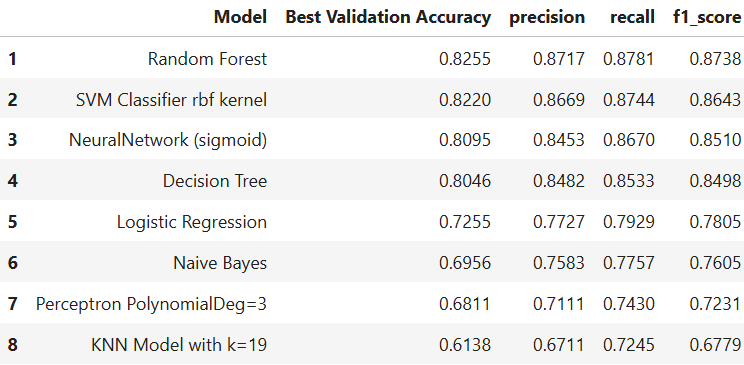 Model Best Validation Accuracy precision recall f1_score
1 Random Forest 0.8255 0.8717 0.8781 0.8738
2 SVM Classifier rbf kernel 0.8220 0.8669 0.8744 0.8643
3 NeuralNetwork (sigmoid) 0.8095 0.8453 0.8670 0.8510
4 Decision Tree 0.8046 0.8482 0.8533 0.8498
5 Logistic Regression 0.7255 0.7727 0.7929 0.7805
6 Naive Bayes 0.6956 0.7583 0.7757 0.7605
7 Perceptron PolynomialDeg=3 0.6811 0.7111 0.7430 0.7231
8 KNN Model with k=19 0.6138 0.6711 0.7245 0.6779